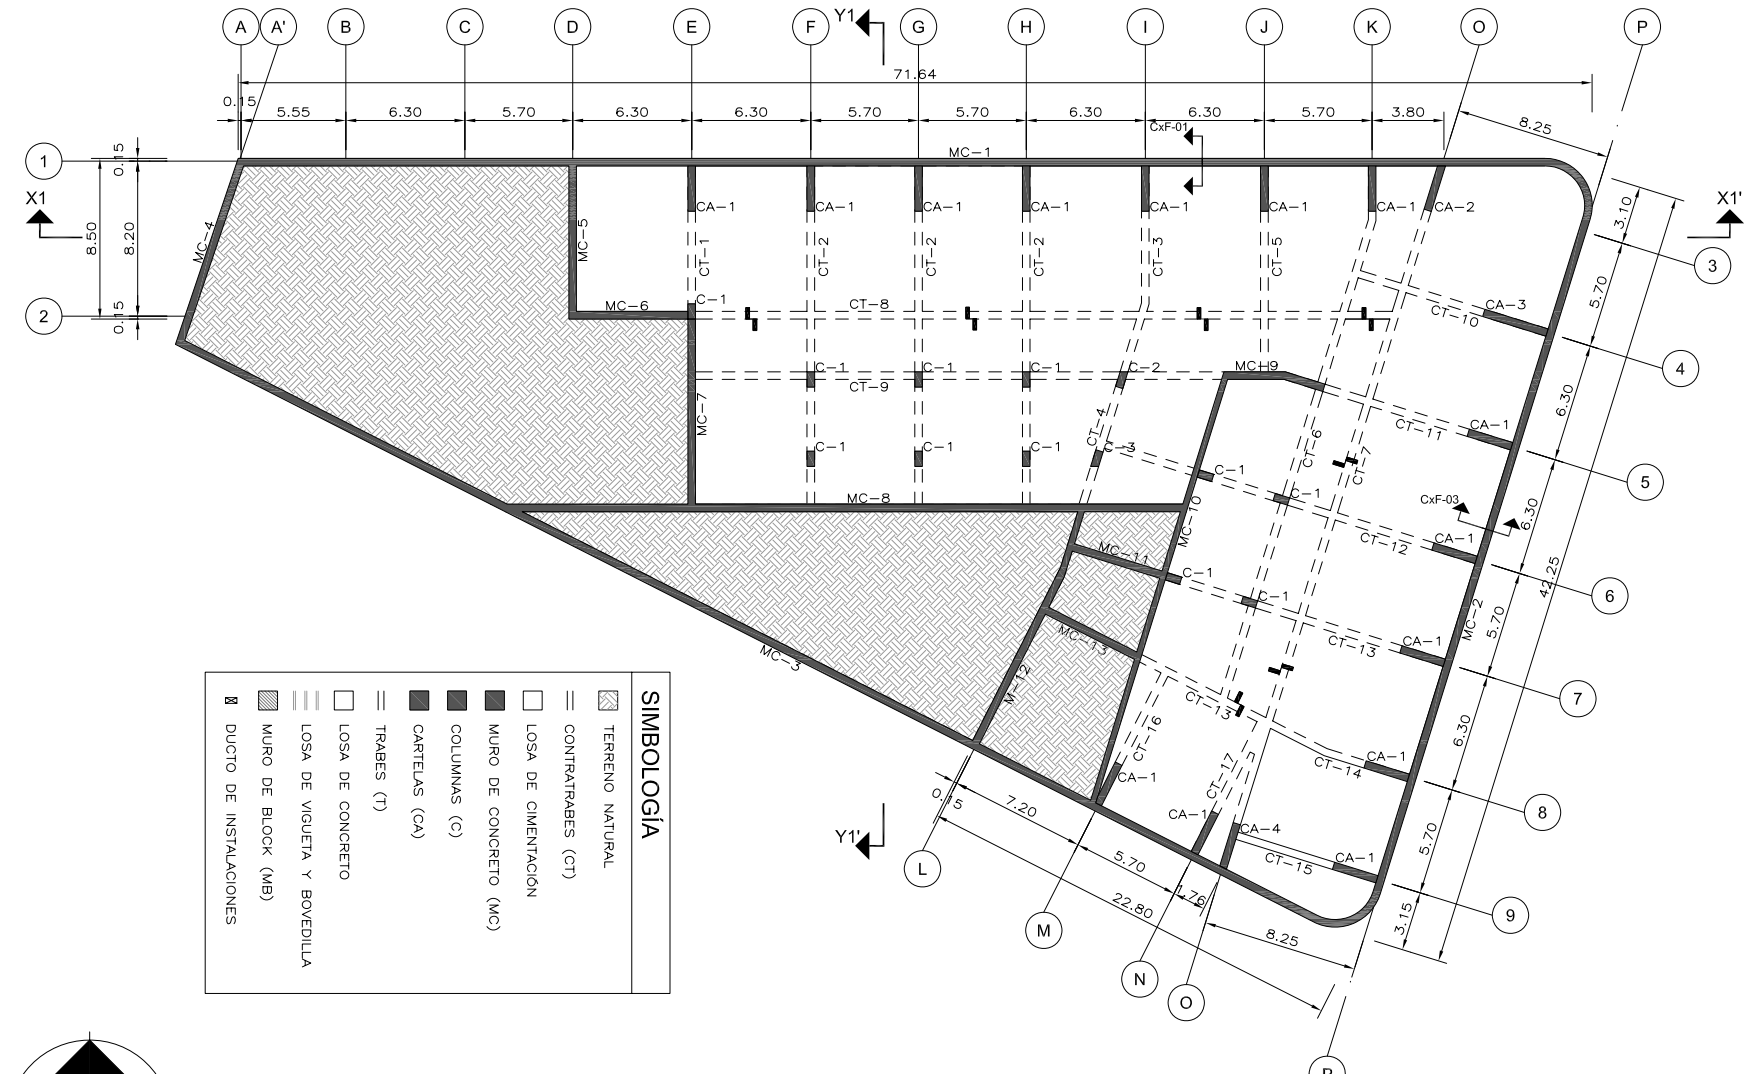 A A' B C D E F G H I J K O P
Y1
71.64
0.15 5.55 6.30 5.70 6.30 6.30 5.70 5.70 6.30 6.30 5.70 3.80
8.25
CxF-01
1
0.15
MC-1
X1
X1'
8.50
8.20
MC-4
MC-5
CA-1 CA-1 CA-1 CA-1 CA-1 CA-1 CA-1 CA-2
3.10
3
CT-1 CT-2 CT-2 CT-2 CT-3 CT-5
5.70
2
0.15
MC-6
C-1
CT-8
CA-3
CT-10
4
C-1 C-1 C-1 C-2
MC-9
CT-9
MC-7
6.30
CT-4
CT-6
CT-7
CA-1
CT-11
C-1 C-1 C-1 C-3
C-1
C-1
5
MC-8
MC-10
CxF-03
6.30
CA-1
CT-12
42.25
MC-11
C-1
C-1
6
MC-2
5.70
MC-13
CA-1
CT-13
MC-3
M-12
7
CT-13
6.30
CT-16
CA-1
CA-1
CT-14
CT-17
8
0.15
7.20
CA-1
CA-4
CA-1
CT-15
5.70
Y1'
L
5.70
1.76
22.80
9
3.15
M
8.25
N
O
SIMBOLOGÍA
TERRENO NATURAL
CONTRATRABES (CT)
LOSA DE CIMENTACIÓN
MURO DE CONCRETO (MC)
COLUMNAS (C)
CARTELAS (CA)
TRABES (T)
LOSA DE CONCRETO
LOSA DE VIGUETA Y BOVEDILLA
MURO DE BLOCK (MB)
DUCTO DE INSTALACIONES